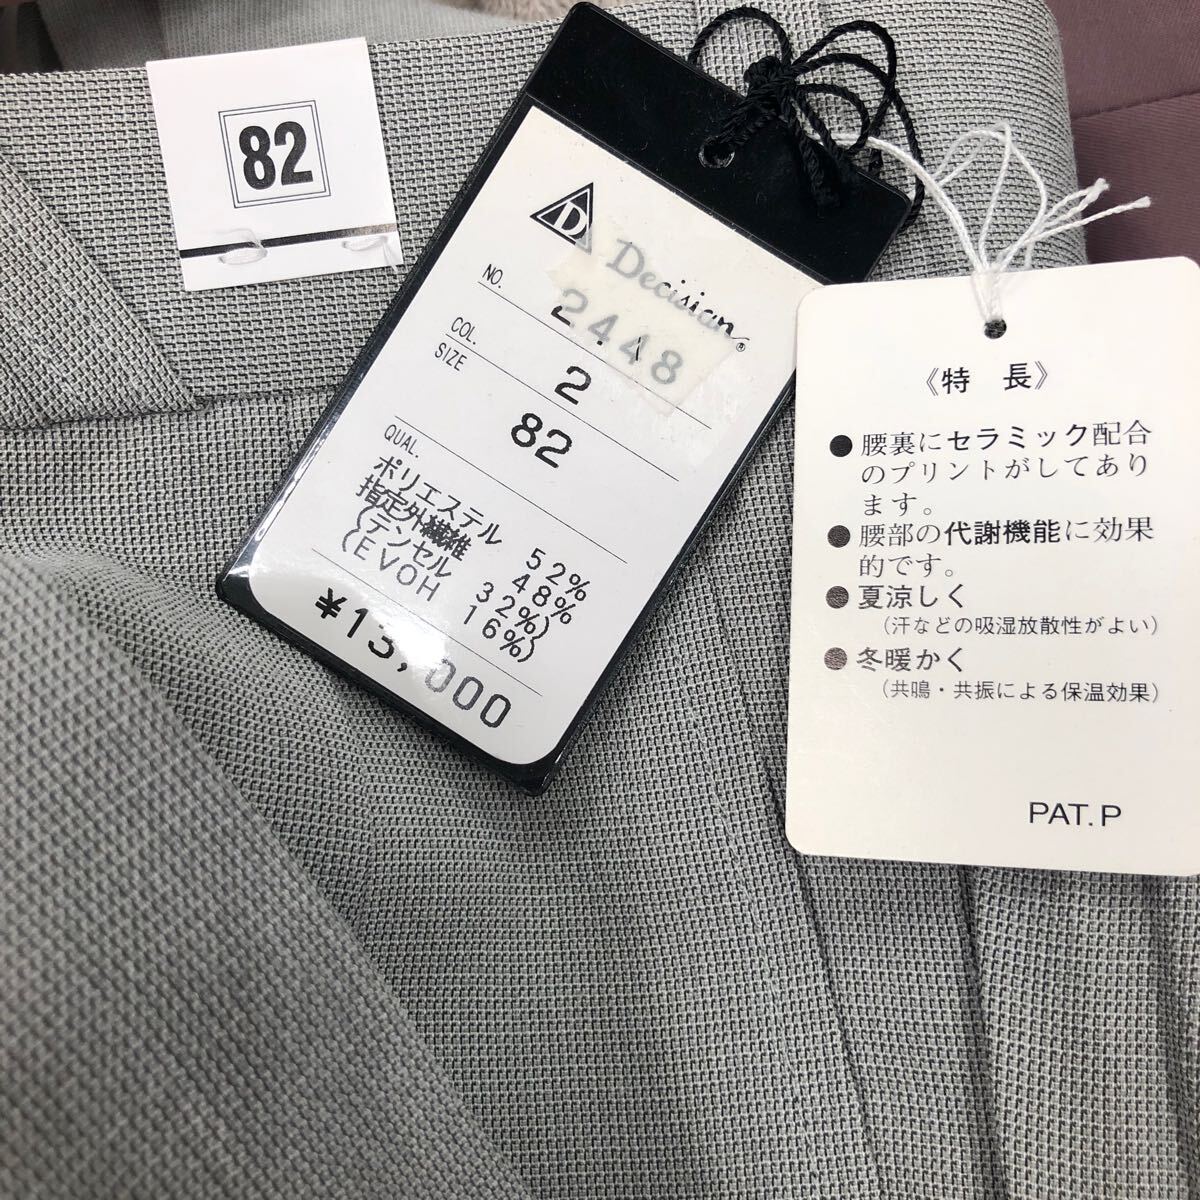 82
D
Decision®
NO. 2448
COL. 2
SIZE 82
QUAL.
ポリエステル 52%
指定外繊維 48%
(テンセル 32%)
(EVOH 16%)
¥13,000
《特 長》
●腰裏にセラミック配合
のプリントがしてあり
ます。
●腰部の代謝機能に効果
的です。
●夏涼しく
(汗などの吸湿放散性がよい)
●冬暖かく
(共鳴・共振による保温効果)
PAT.P